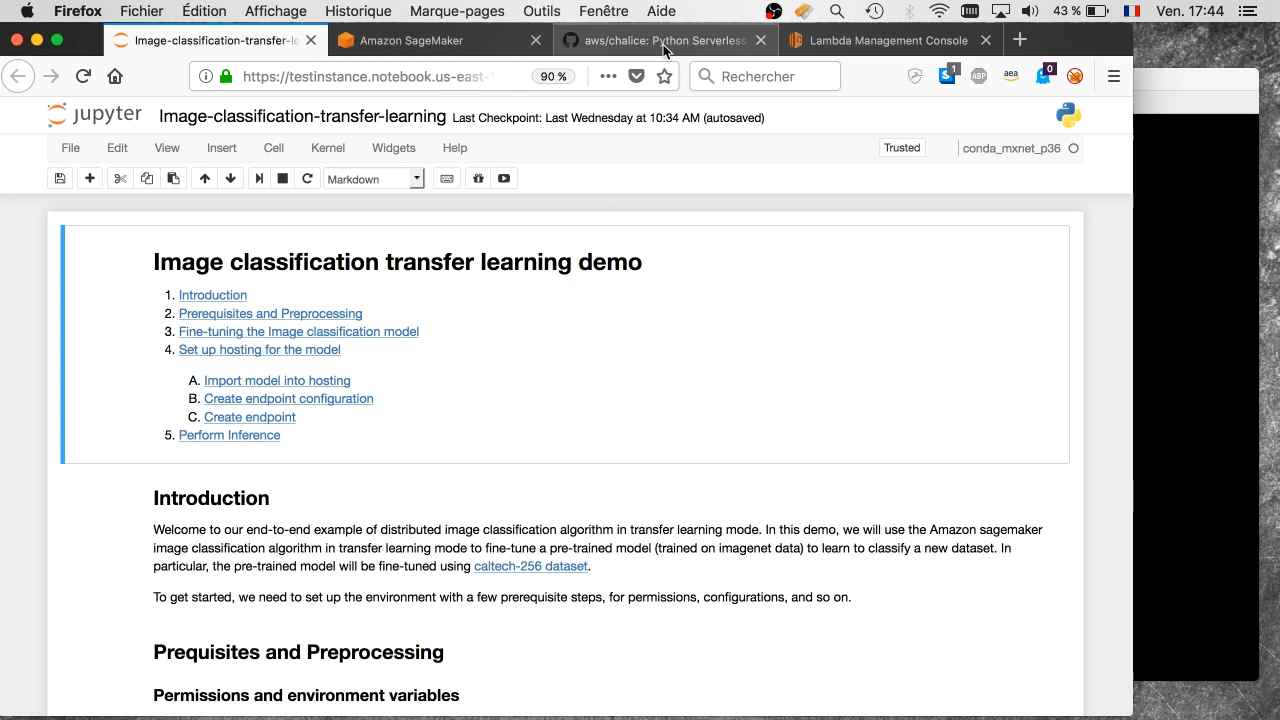 Firefox Fichier Édition Affichage Historique Marque-pages Outils Fenêtre Aide 43 % Ven. 17:44
Image-classification-transfer-le Amazon SageMaker aws/chalice: Python Serverless Lambda Management Console
https://testinstance.notebook.us-east- 90 % Rechercher 1 ABP aea 0
jupyter Image-classification-transfer-learning Last Checkpoint: Last Wednesday at 10:34 AM (autosaved)
File Edit View Insert Cell Kernel Widgets Help Trusted conda_mxnet_p36
Markdown
Image classification transfer learning demo
1. Introduction
2. Prerequisites and Preprocessing
3. Fine-tuning the Image classification model
4. Set up hosting for the model
A. Import model into hosting
B. Create endpoint configuration
C. Create endpoint
5. Perform Inference
Introduction
Welcome to our end-to-end example of distributed image classification algorithm in transfer learning mode. In this demo, we will use the Amazon sagemaker
image classification algorithm in transfer learning mode to fine-tune a pre-trained model (trained on imagenet data) to learn to classify a new dataset. In
particular, the pre-trained model will be fine-tuned using caltech-256 dataset.
To get started, we need to set up the environment with a few prerequisite steps, for permissions, configurations, and so on.
Prequisites and Preprocessing
Permissions and environment variables